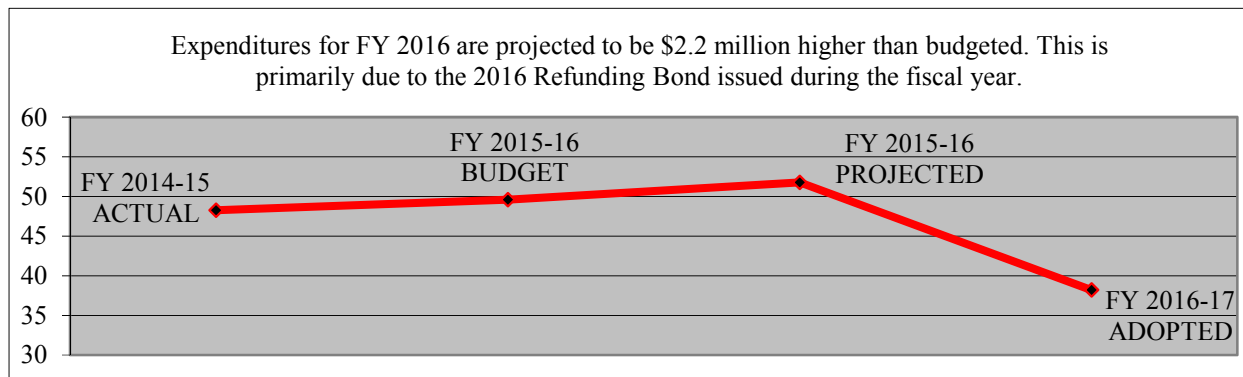 Expenditures for FY 2016 are projected to be $2.2 million higher than budgeted. This is
primarily due to the 2016 Refunding Bond issued during the fiscal year.
60
55
50
45
40
35
30
FY 2014-15
ACTUAL
FY 2015-16
BUDGET
FY 2015-16
PROJECTED
FY 2016-17
ADOPTED